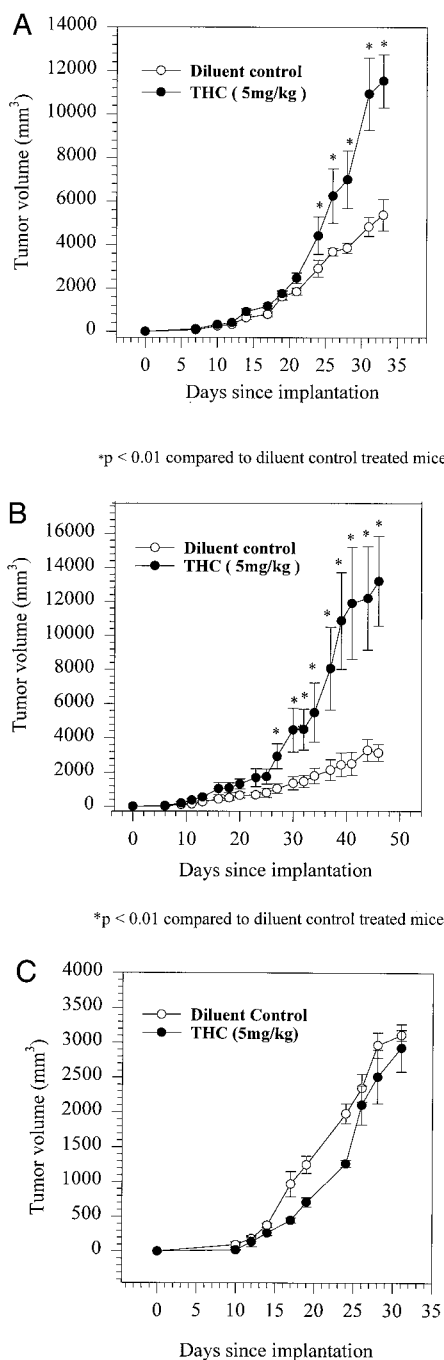 A
14000
12000
10000
8000
6000
4000
2000
0
Tumor volume (mm³)
Diluent control
THC ( 5mg/kg )
* * * * *
0 5 10 15 20 25 30 35
Days since implantation
*p < 0.01 compared to diluent control treated mice
B
16000
14000
12000
10000
8000
6000
4000
2000
0
Tumor volume (mm³)
Diluent control
THC ( 5mg/kg )
* * * * * * * * *
0 10 20 30 40 50
Days since implantation
*p < 0.01 compared to diluent control treated mice
C
4000
3500
3000
2500
2000
1500
1000
500
0
Tumor volume (mm³)
Diluent Control
THC (5mg/kg)
0 5 10 15 20 25 30 35
Days since implantation